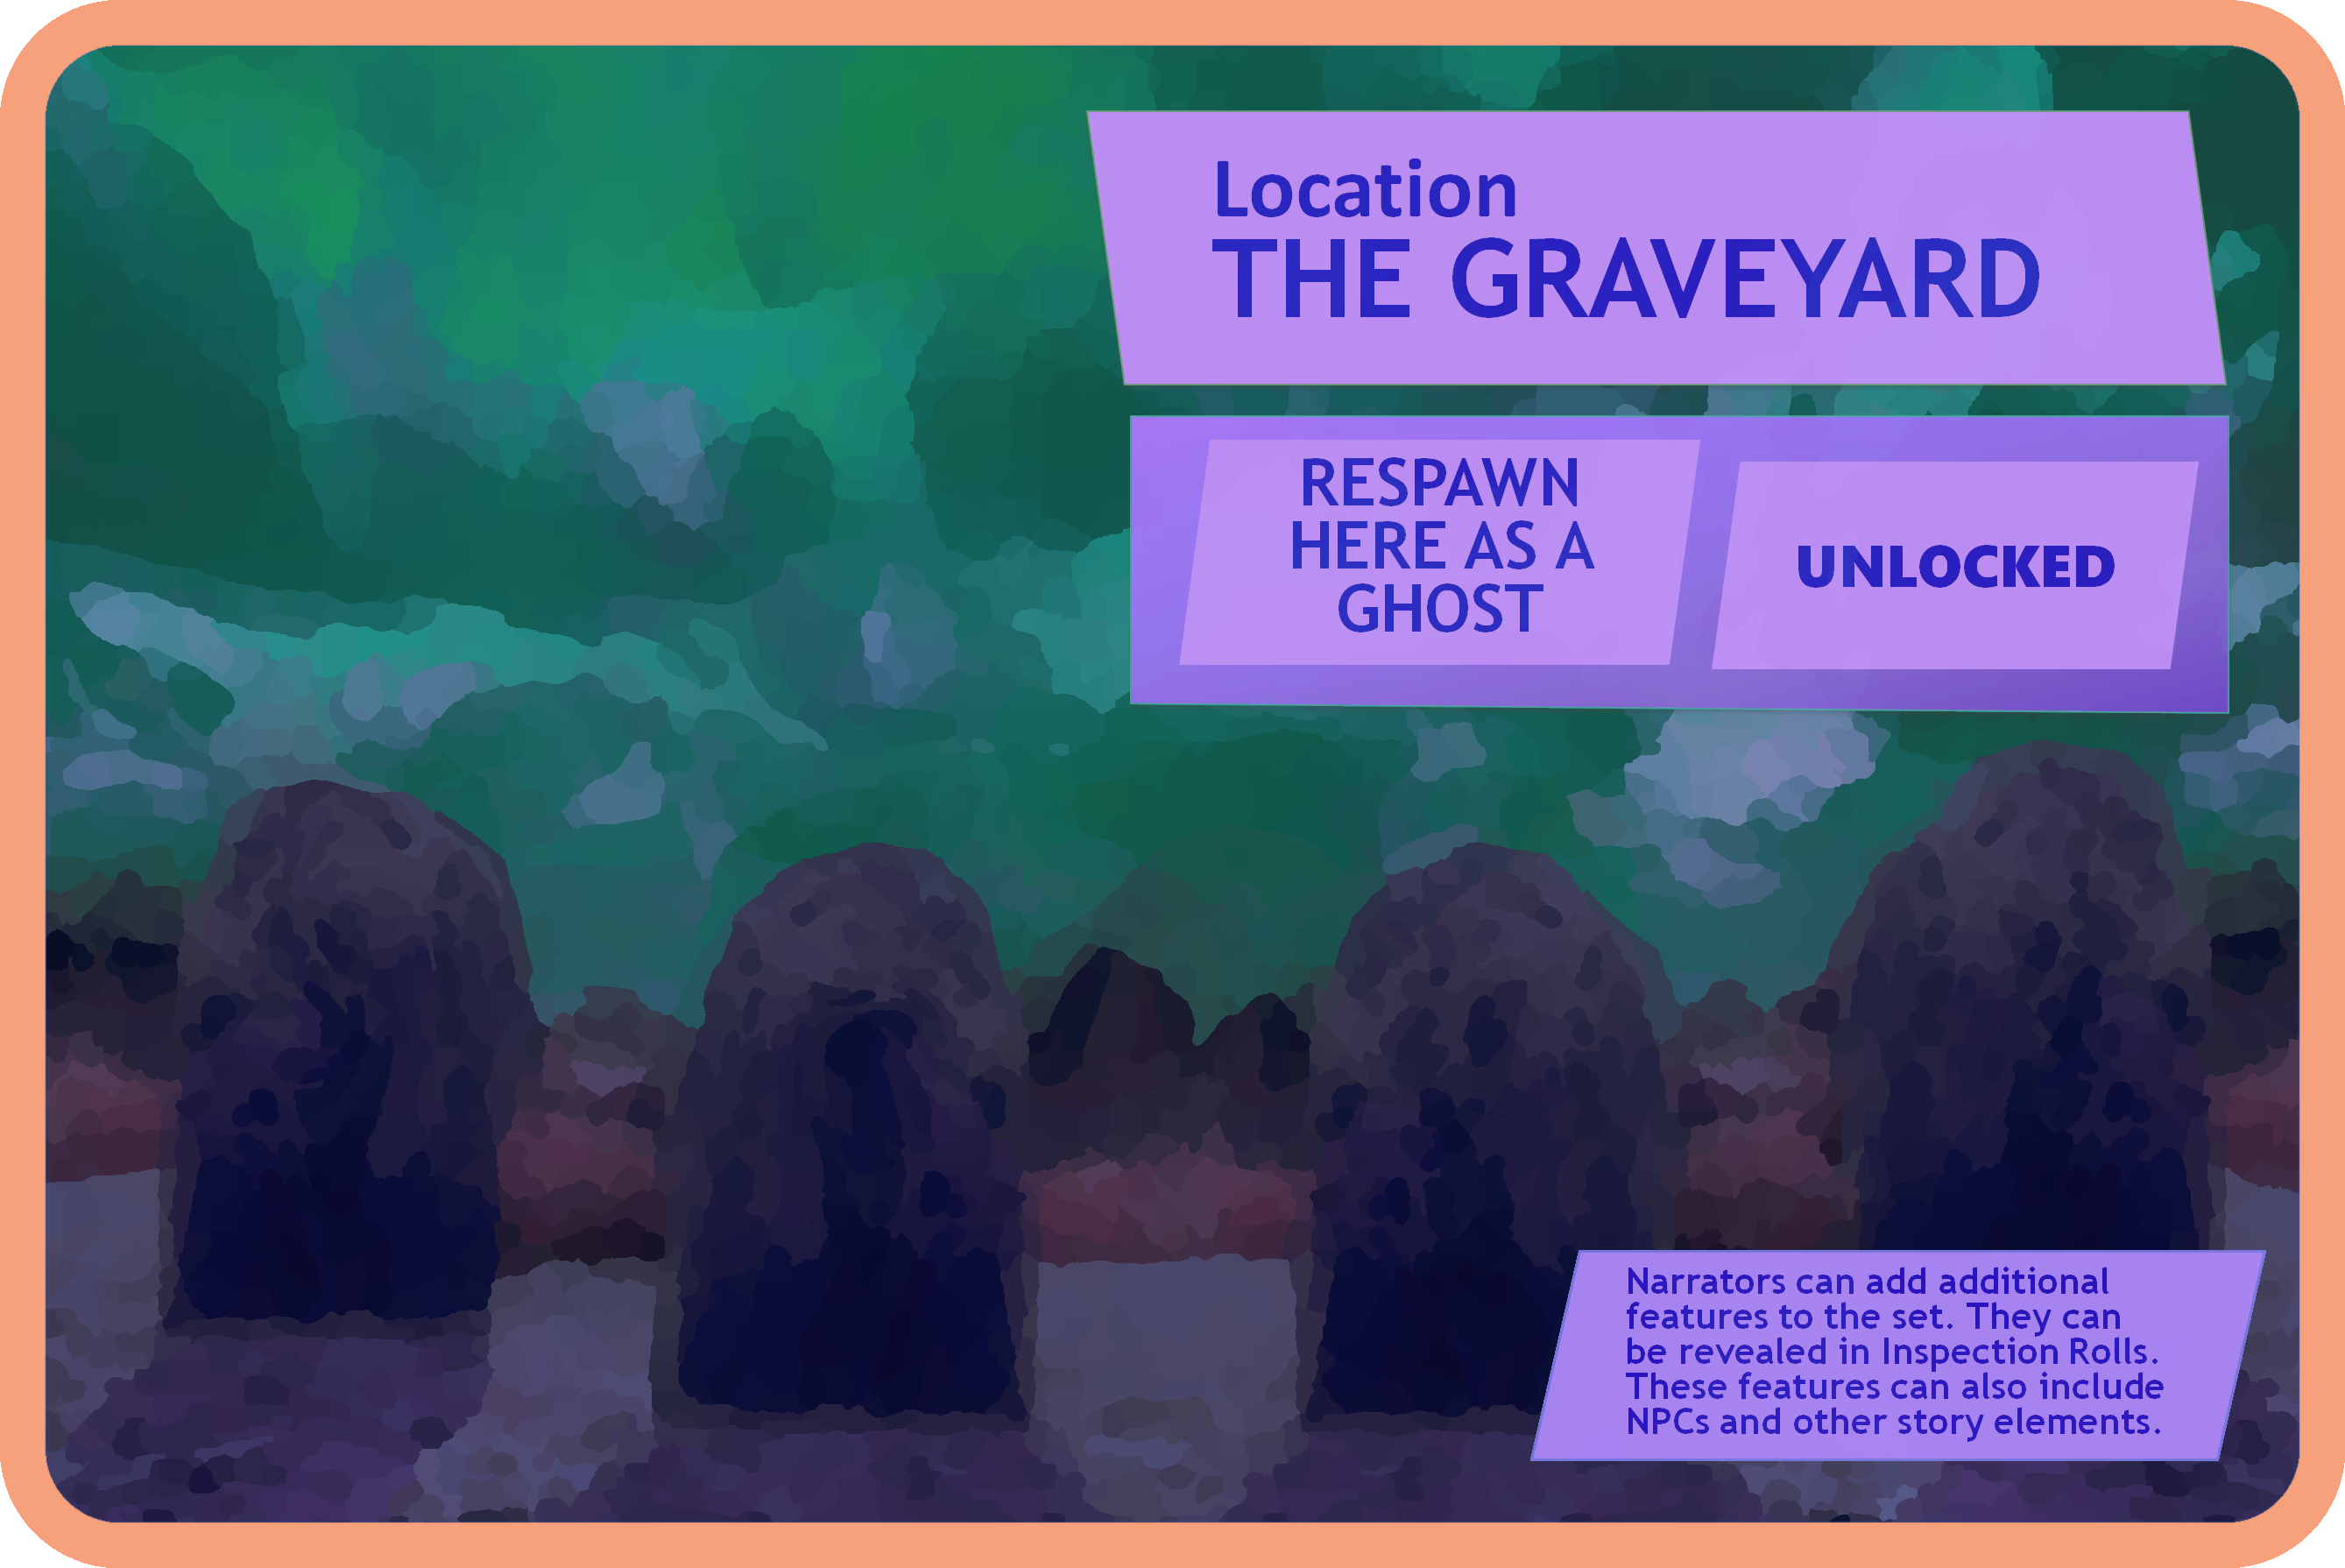 Location
THE GRAVEYARD
RESPAWN
HERE AS A
GHOST
UNLOCKED
Narrators can add additional
features to the set. They can
be revealed in Inspection Rolls.
These features can also include
NPCs and other story elements.